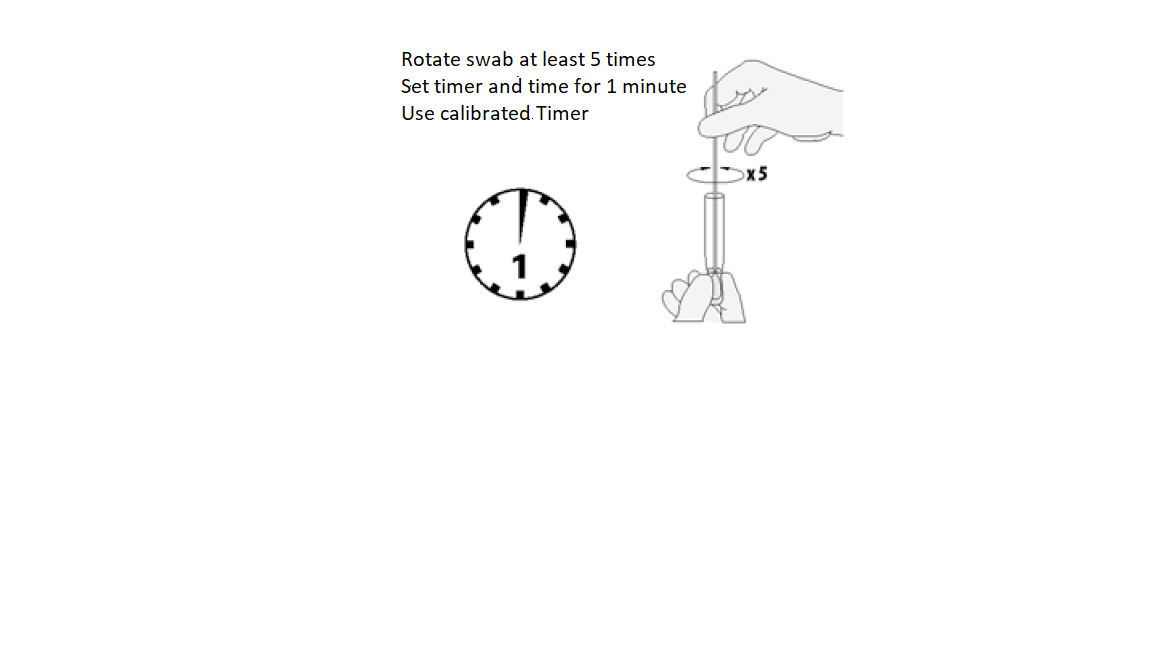 Rotate swab at least 5 times
Set timer and time for 1 minute
Use calibrated.Timer
x5
1